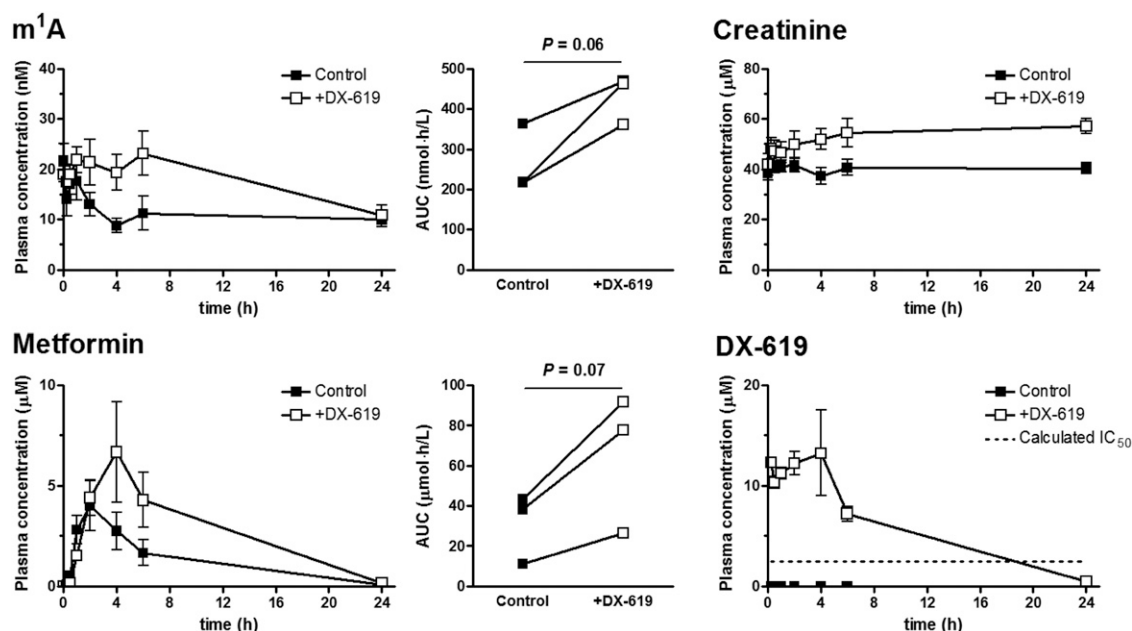 m¹A
Plasma concentration (nM)
40
30
20
10
0
Control
+DX-619
0 4 8 12 16 20 24
time (h)
P = 0.06
AUC (nmol·h/L)
500
400
300
200
100
0
Control +DX-619
Creatinine
Plasma concentration (μM)
80
60
40
20
0
Control
+DX-619
0 4 8 12 16 20 24
time (h)
Metformin
Plasma concentration (μM)
10
5
0
Control
+DX-619
0 4 8 12 16 20 24
time (h)
P = 0.07
AUC (μmol·h/L)
100
80
60
40
20
0
Control +DX-619
DX-619
Plasma concentration (μM)
20
15
10
5
0
Control
+DX-619
Calculated IC₅₀
0 4 8 12 16 20 24
time (h)